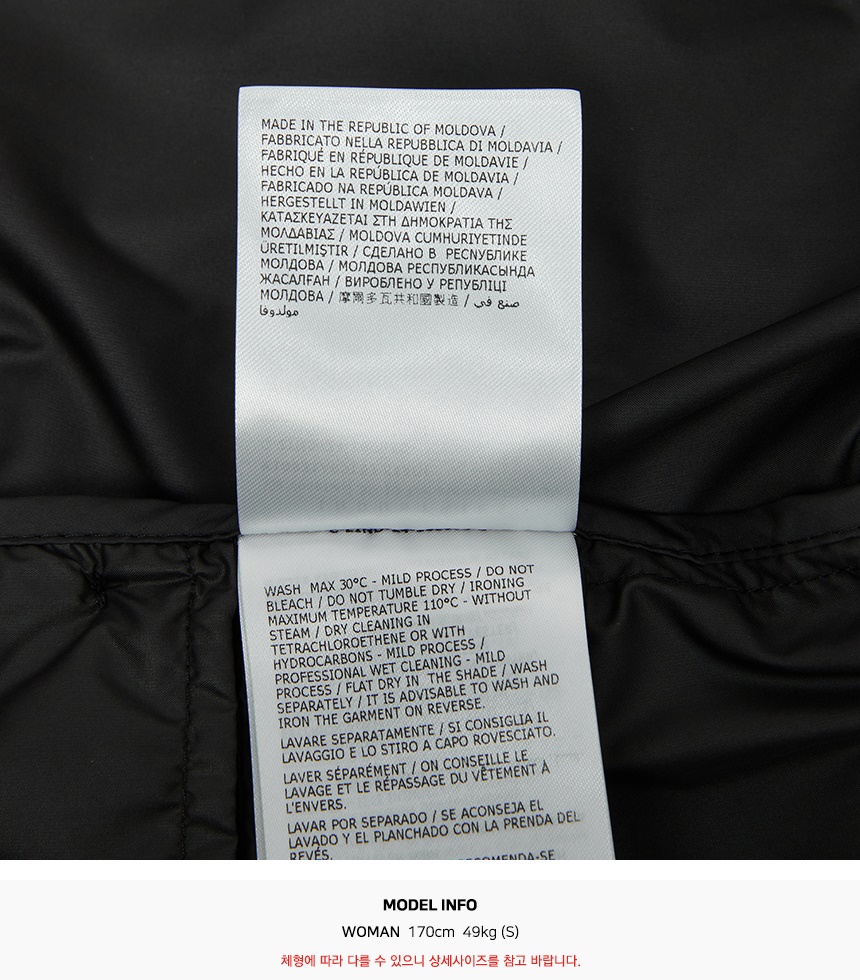 MADE IN THE REPUBLIC OF MOLDOVA /
FABBRICATO NELLA REPUBBLICA DI MOLDAVIA /
FABRIQUÉ EN RÉPUBLIQUE DE MOLDAVIE /
HECHO EN LA REPÚBLICA DE MOLDAVIA /
FABRICADO NA REPÚBLICA MOLDAVA /
HERGESTELLT IN MOLDAWIEN /
ΚΑΤΑΣΚΕΥΑΖΕΤΑΙ ΣΤΗ ΔΗΜΟΚΡΑΤΙΑ ΤΗΣ
ΜΟΛΔΑΒΙΑΣ / MOLDOVA CUMHURIYETINDE
ÜRETILMIŞTIR / СДЕЛАНО В РЕСПУБЛИКЕ
МОЛДОВА / МОЛДОВА РЕСПУБЛИКАСЫНДА
ЖАСАЛҒАН / ВИРОБЛЕНО У РЕПУБЛІЦІ
МОЛДОВА / 摩爾多瓦共和國製造 / صنع في
مولدوفا
WASH MAX 30°C - MILD PROCESS / DO NOT
BLEACH / DO NOT TUMBLE DRY / IRONING
MAXIMUM TEMPERATURE 110°C - WITHOUT
STEAM / DRY CLEANING IN
TETRACHLOROETHENE OR WITH
HYDROCARBONS - MILD PROCESS /
PROFESSIONAL WET CLEANING - MILD
PROCESS / FLAT DRY IN THE SHADE / WASH
SEPARATELY / IT IS ADVISABLE TO WASH AND
IRON THE GARMENT ON REVERSE.
LAVARE SEPARATAMENTE / SI CONSIGLIA IL
LAVAGGIO E LO STIRO A CAPO ROVESCIATO.
LAVER SÉPARÉMENT / ON CONSEILLE LE
LAVAGE ET LE RÉPASSAGE DU VÊTEMENT À
L'ENVERS.
LAVAR POR SEPARADO / SE ACONSEJA EL
LAVADO Y EL PLANCHADO CON LA PRENDA DEL
REVÉS.
MODEL INFO
WOMAN 170cm 49kg (S)
체형에 따라 다를 수 있으니 상세사이즈를 참고 바랍니다.